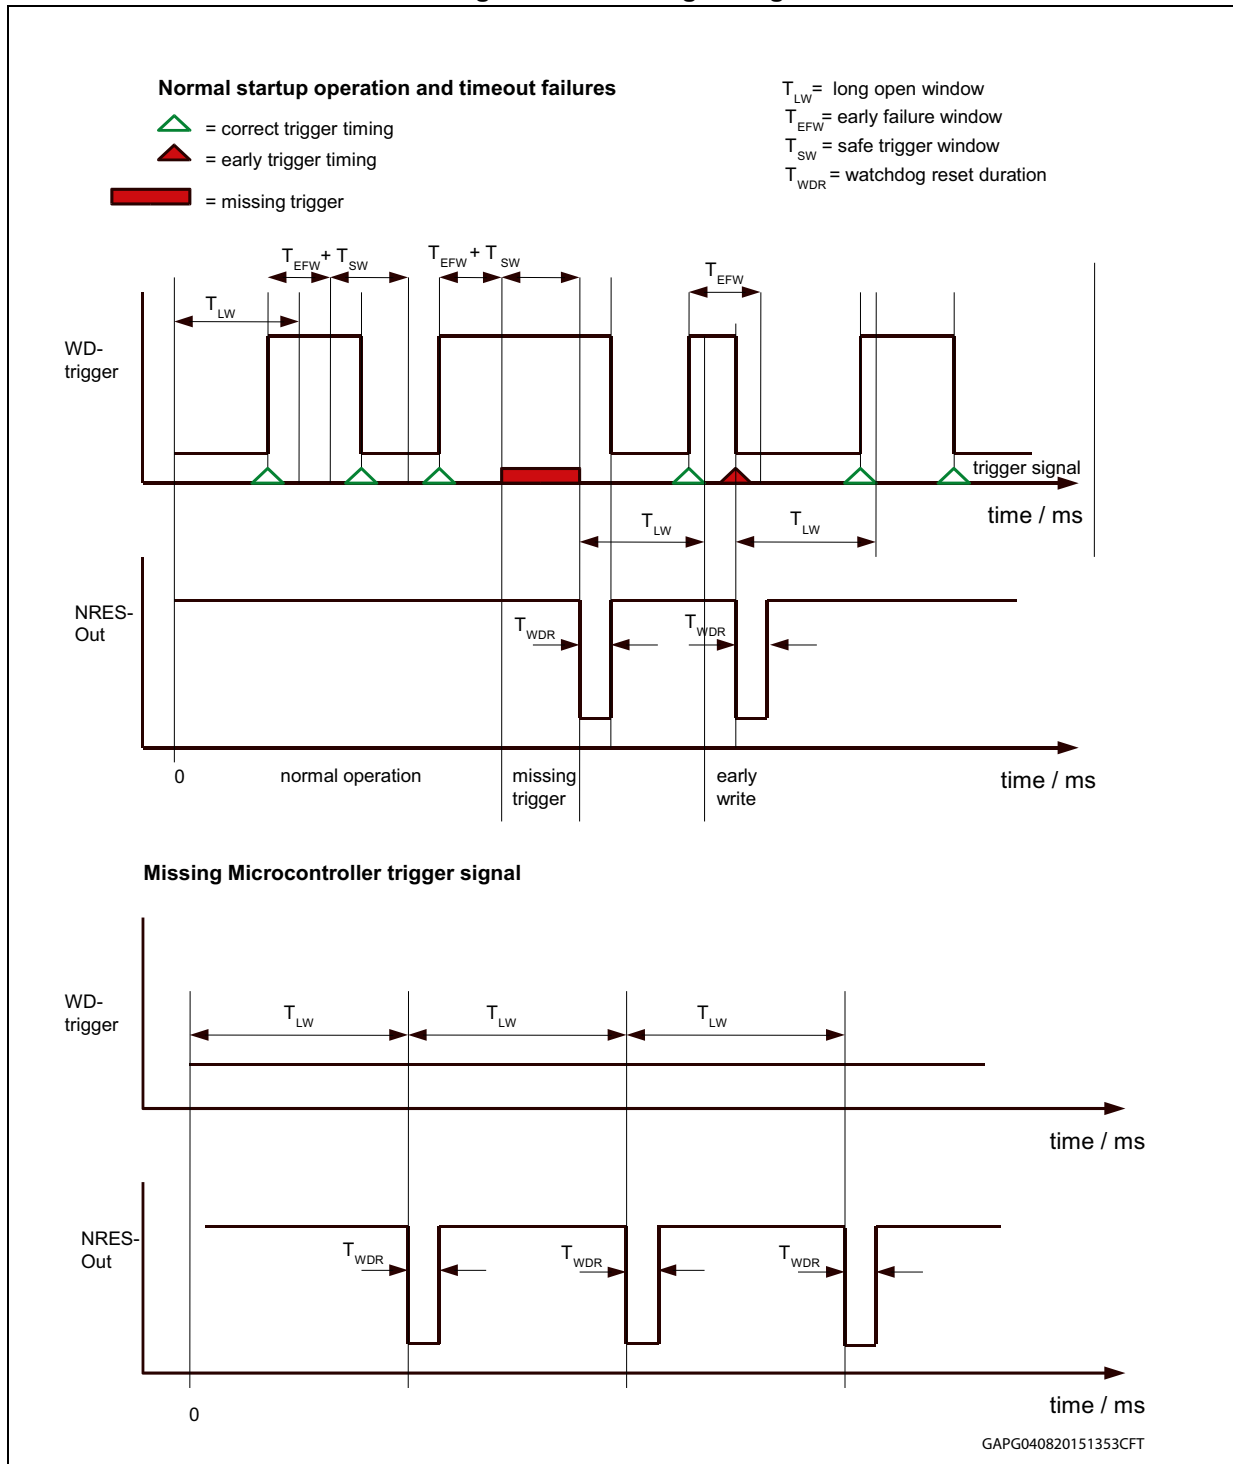 Normal startup operation and timeout failures
= correct trigger timing
= early trigger timing
= missing trigger
TLW= long open window
TEFW= early failure window
TSW = safe trigger window
TWDR = watchdog reset duration
TEFW + TSW
TEFW + TSW
TEFW
TLW
WD-
trigger
trigger signal
time / ms
TLW
TLW
NRES-
Out
TWDR
TWDR
0
normal operation
missing
trigger
early
write
time / ms
Missing Microcontroller trigger signal
WD-
trigger
TLW
TLW
TLW
time / ms
NRES-
Out
TWDR
TWDR
TWDR
0
time / ms
GAPG040820151353CFT